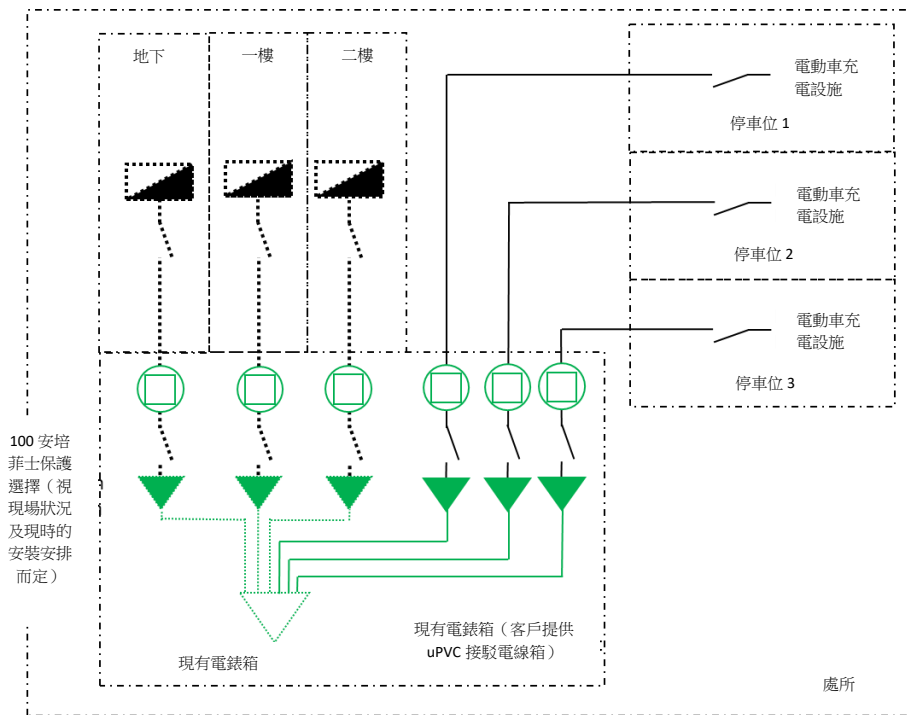 地下
一樓
二樓
電動車充
電設施
停車位 1
電動車充
電設施
停車位 2
電動車充
電設施
停車位 3
100 安培
菲士保護
選擇（視
現場狀況
及現時的
安裝安排
而定）
現有電錶箱（客戶提供
uPVC 接駁電線箱）
現有電錶箱
處所